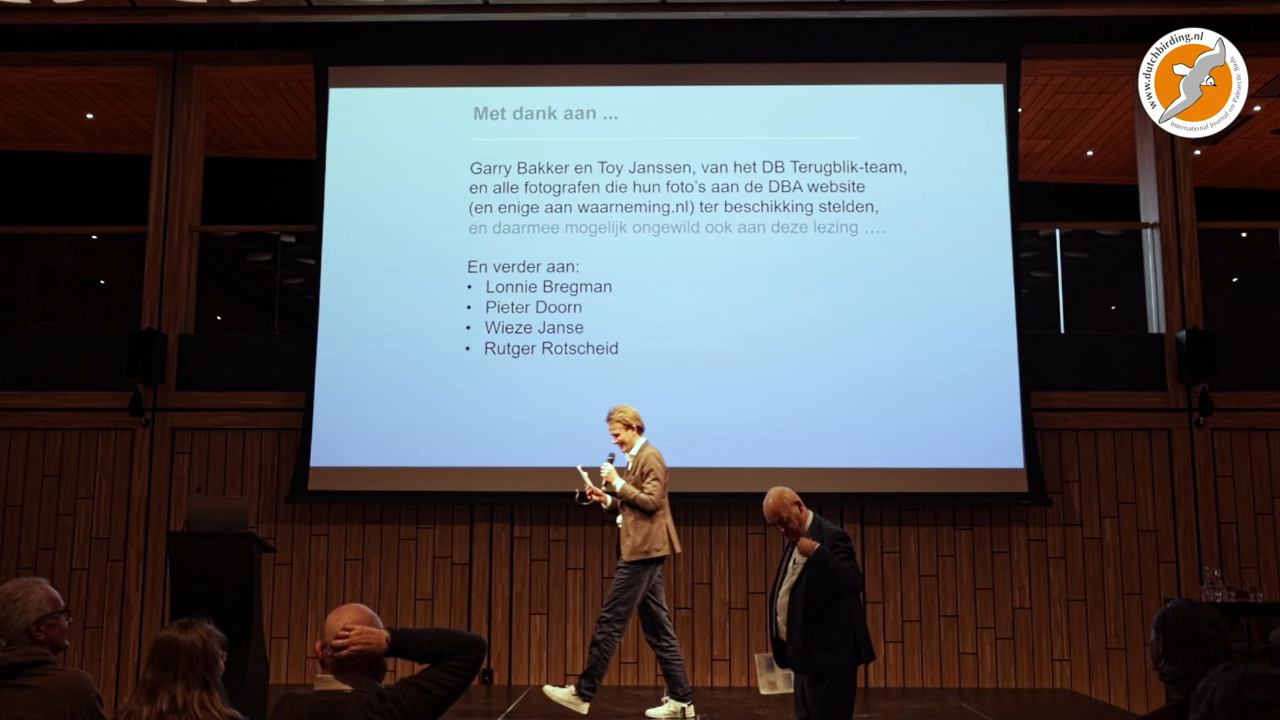 Met dank aan ...
Garry Bakker en Toy Janssen, van het DB Terugblik-team,
en alle fotografen die hun foto's aan de DBA website
(en enige aan waarneming.nl) ter beschikking stelden,
en daarmee mogelijk ongewild ook aan deze lezing ....
En verder aan:
• Lonnie Bregman
• Pieter Doorn
• Wieze Janse
• Rutger Rotscheid
www.dutchbirding.nl
International Journal on Palearctic Birds